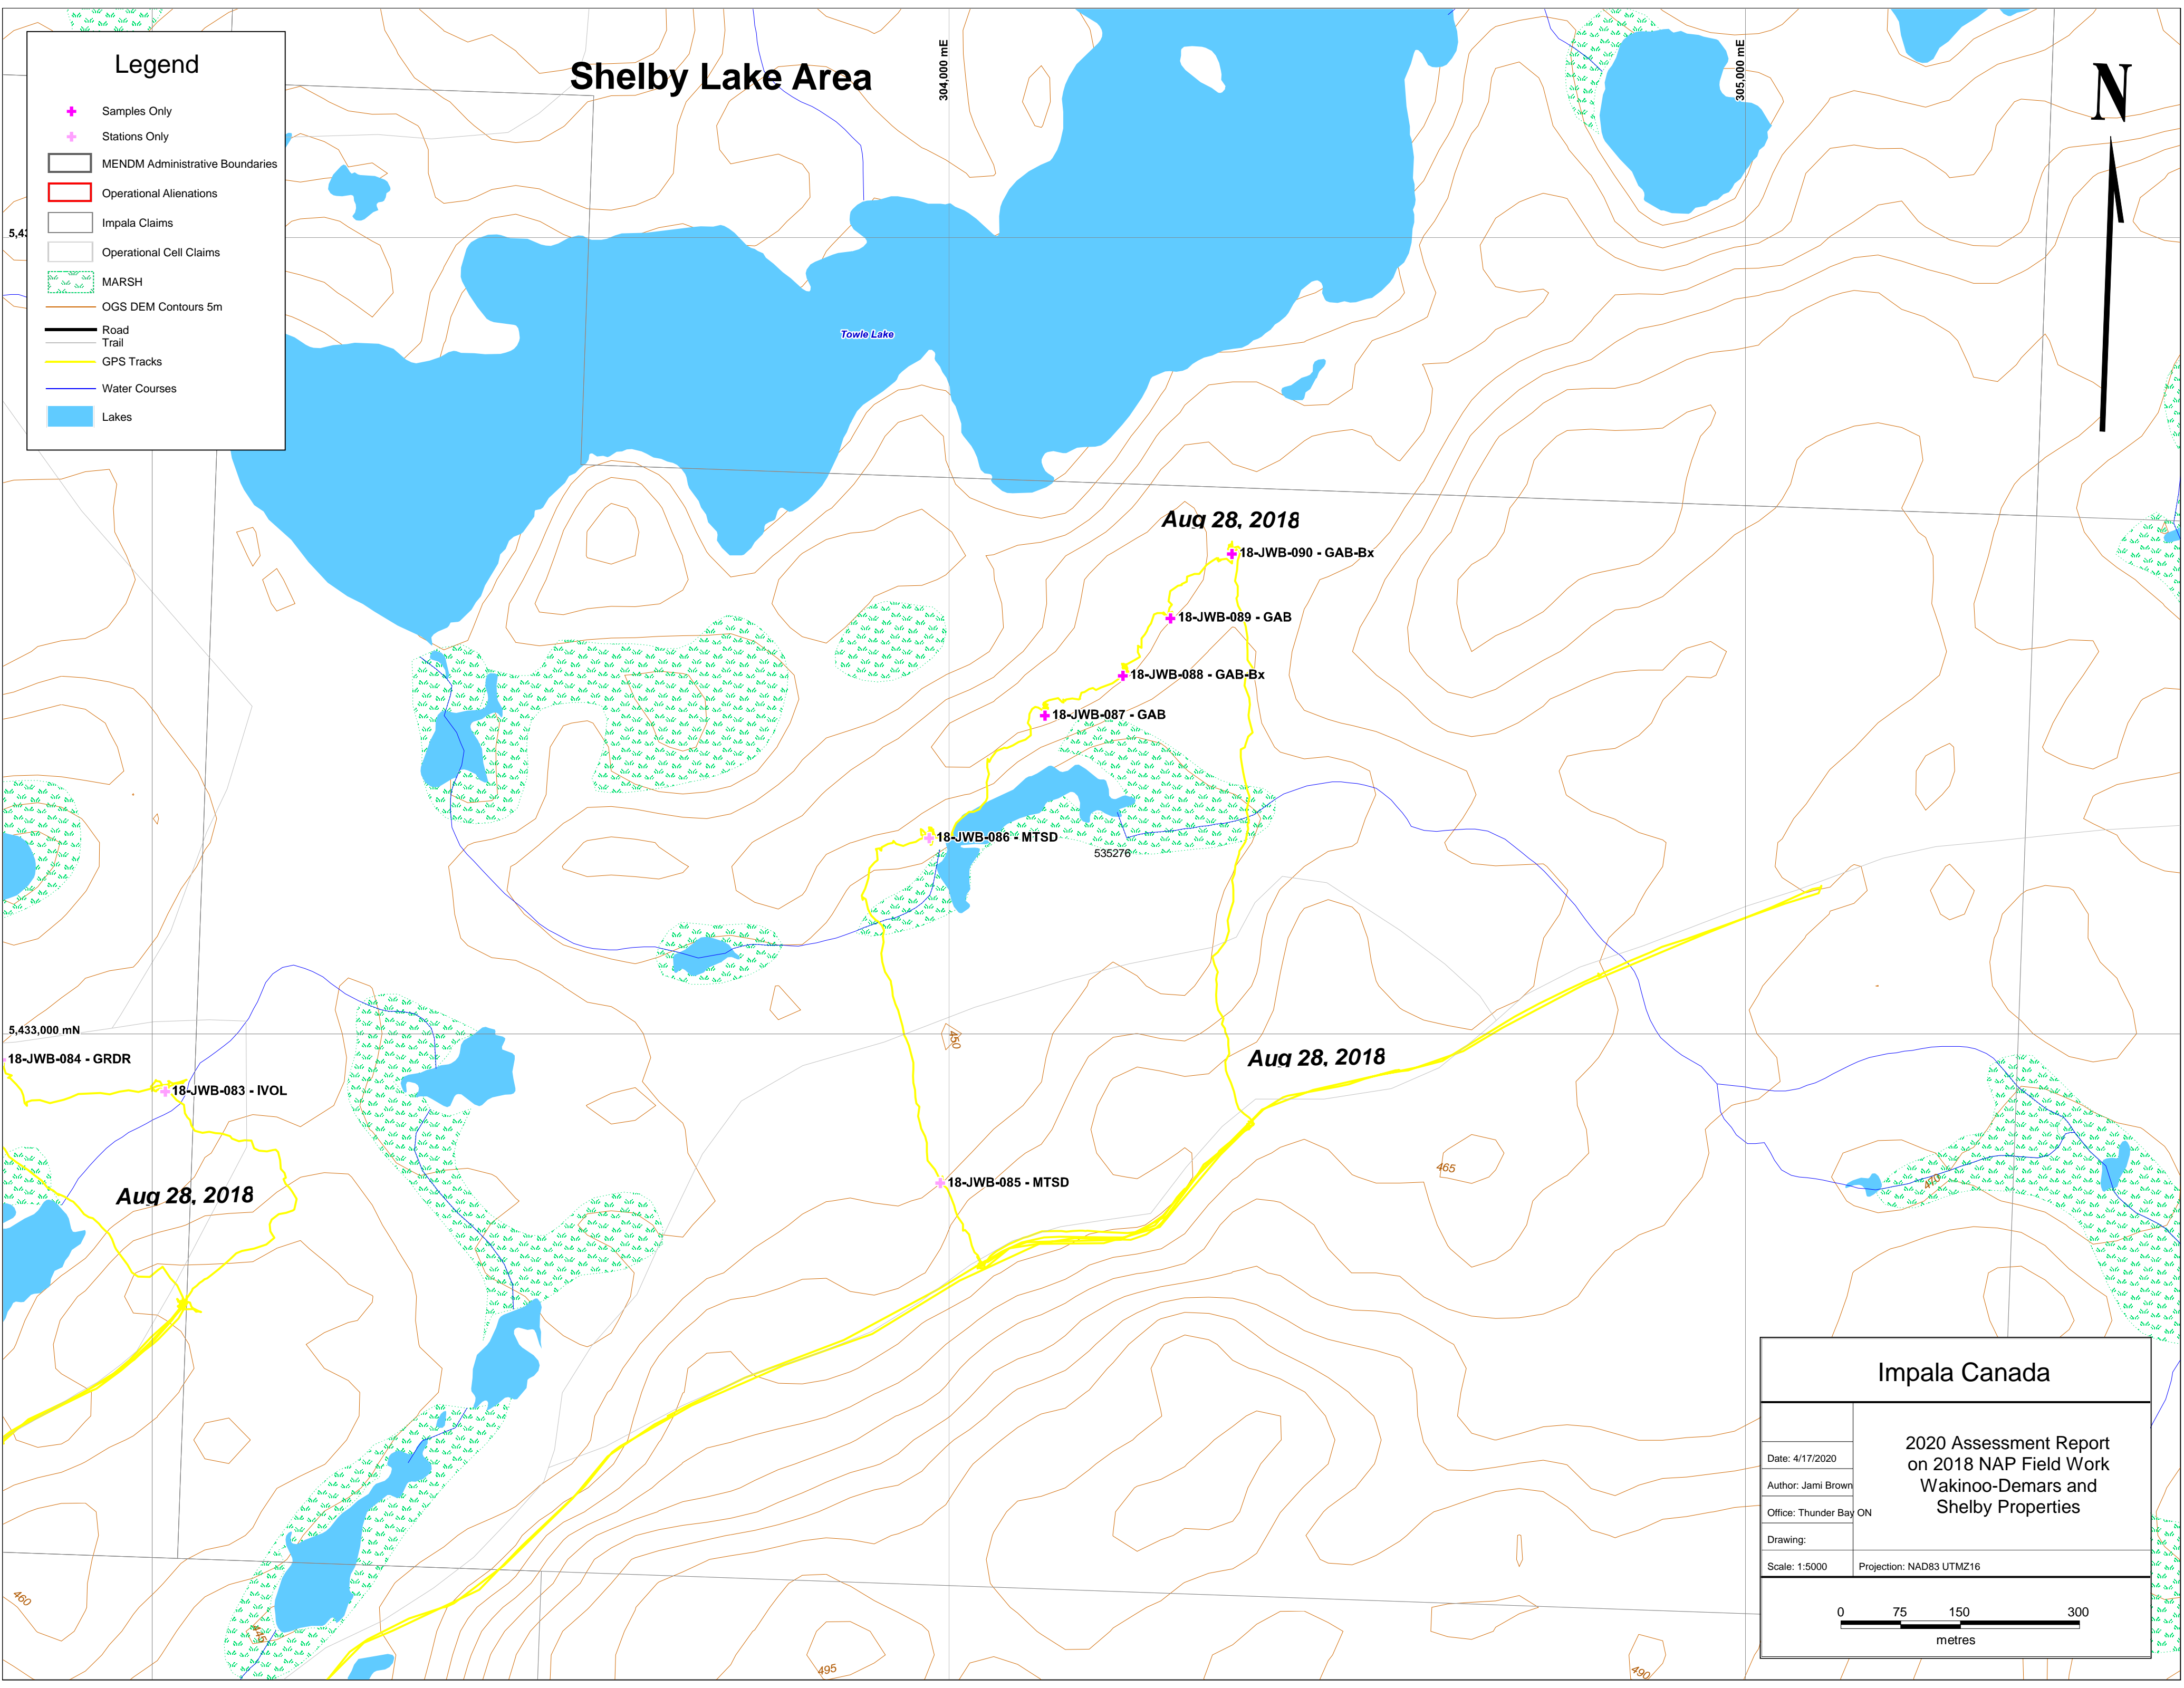 Shelby Lake Area
Legend
Samples Only
Stations Only
MENDM Administrative Boundaries
Operational Alienations
Impala Claims
Operational Cell Claims
MARSH
OGS DEM Contours 5m
Road
Trail
GPS Tracks
Water Courses
Lakes
304,000 mE
305,000 mE
N
5,43
Towle Lake
Aug 28, 2018
18-JWB-090 - GAB-Bx
18-JWB-089 - GAB
18-JWB-088 - GAB-Bx
18-JWB-087 - GAB
18-JWB-086 - MTSD
535276
5,433,000 mN
450
18-JWB-084 - GRDR
Aug 28, 2018
18-JWB-083 - IVOL
465
470
18-JWB-085 - MTSD
Aug 28, 2018
460
445
495
490
Impala Canada
2020 Assessment Report
on 2018 NAP Field Work
Wakinoo-Demars and
Shelby Properties
Date: 4/17/2020
Author: Jami Brown
Office: Thunder Bay ON
Drawing:
Scale: 1:5000
Projection: NAD83 UTMZ16
0 75 150 300
metres